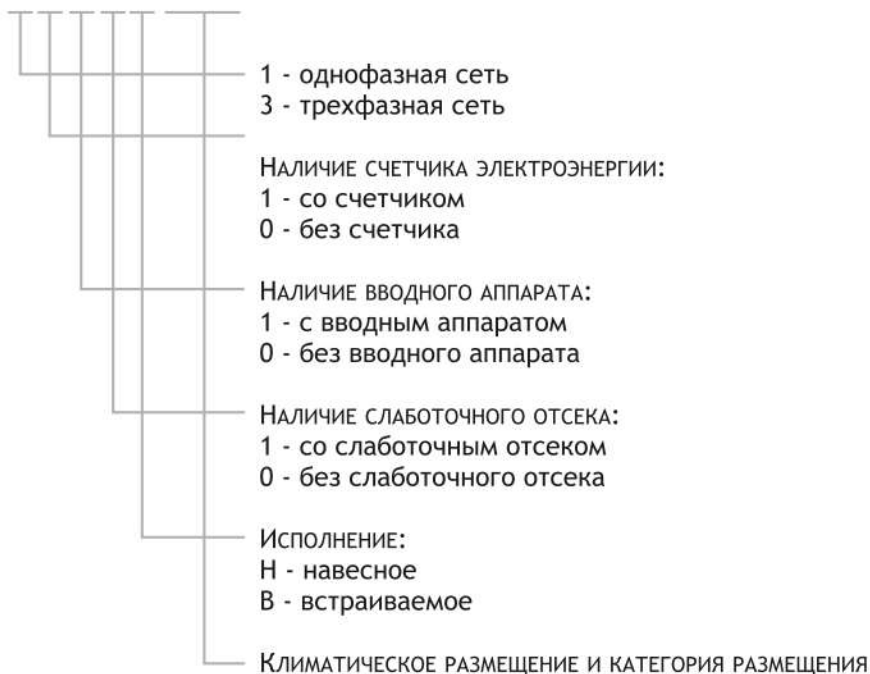 1 - однофазная сеть
3 - трехфазная сеть
Наличие счетчика электроэнергии:
1 - со счетчиком
0 - без счетчика
Наличие вводного аппарата:
1 - с вводным аппаратом
0 - без вводного аппарата
Наличие слаботочного отсека:
1 - со слаботочным отсеком
0 - без слаботочного отсека
Исполнение:
Н - навесное
В - встраиваемое
Климатическое размещение и категория размещения